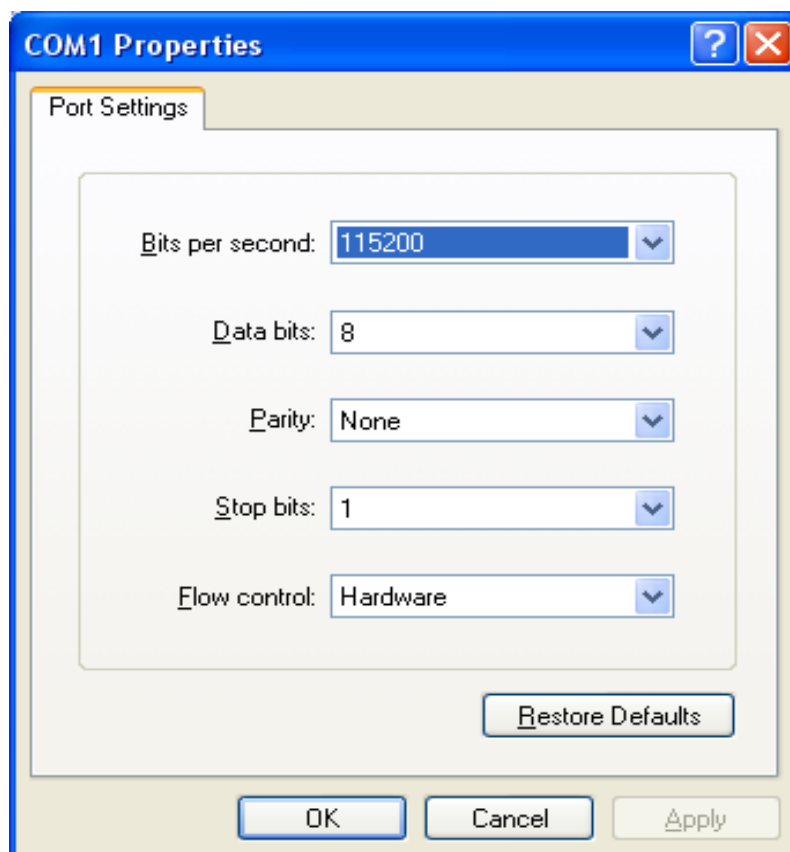 COM1 Properties
Port Settings
Bits per second: 115200
Data bits: 8
Parity: None
Stop bits: 1
Flow control: Hardware
Restore Defaults
OK Cancel Apply